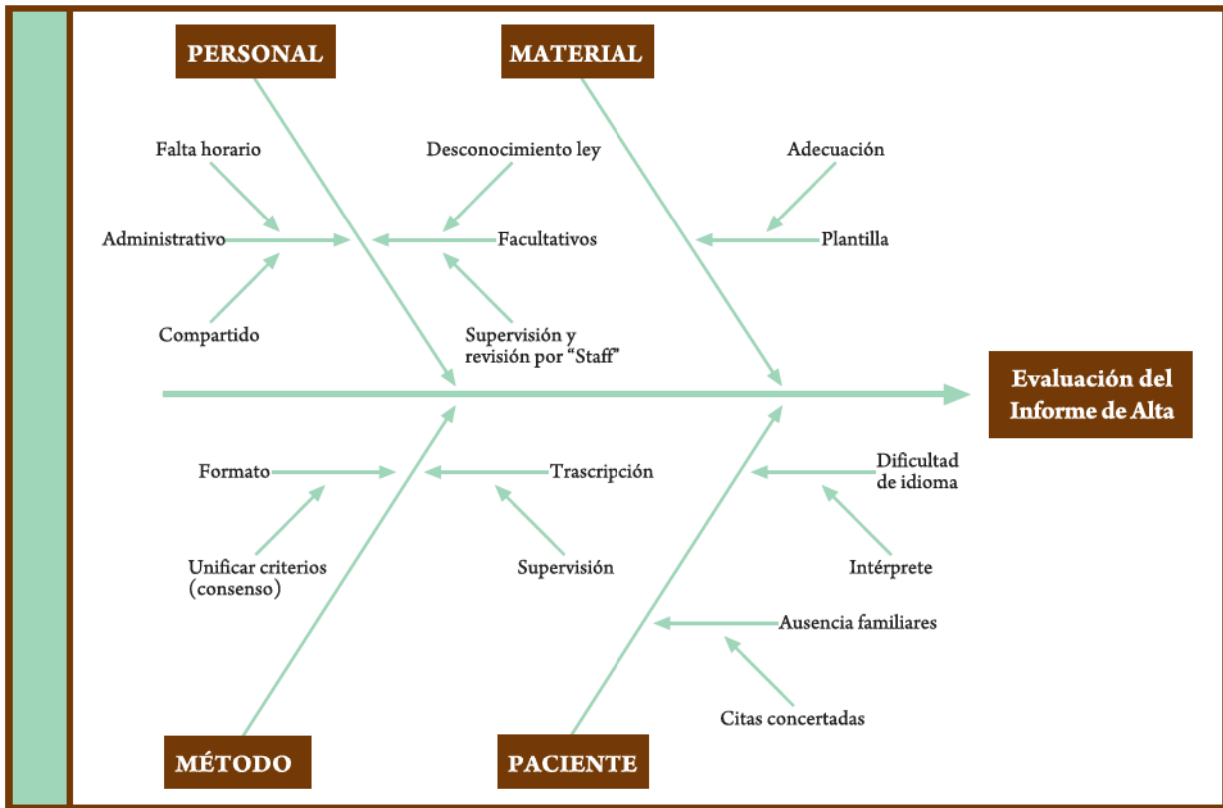 PERSONAL
MATERIAL
Falta horario
Desconocimiento ley
Adecuación
Administrativo
Facultativos
Plantilla
Compartido
Supervisión y
revisión por “Staff”
Evaluación del
Informe de Alta
Formato
Trascripción
Dificultad
de idioma
Unificar criterios
(consenso)
Supervisión
Intérprete
Ausencia familiares
Citas concertadas
MÉTODO
PACIENTE